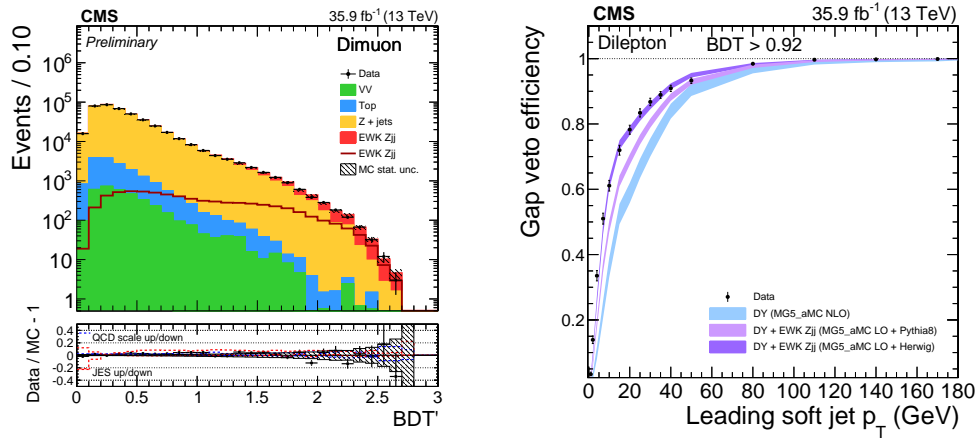 CMS 35.9 fb⁻¹ (13 TeV)
Preliminary
Dimuon
Data
VV
Top
Z + jets
EWK Zjj
EWK Zjj
MC stat. unc.
Events / 0.10
10⁵
10⁴
10³
10²
10
1
Data / MC - 1
0.4
0.2
0
-0.2
-0.4
QCD scale up/down
JES up/down
0 0.5 1 1.5 2 2.5 3
BDT'
CMS 35.9 fb⁻¹ (13 TeV)
Dilepton BDT > 0.92
Gap veto efficiency
1
0.8
0.6
0.4
0.2
Data
DY (MG5_aMC NLO)
DY + EWK Zjj (MG5_aMC LO + Pythia8)
DY + EWK Zjj (MG5_aMC LO + Herwig)
0 20 40 60 80 100 120 140 160 180
Leading soft jet p_T (GeV)